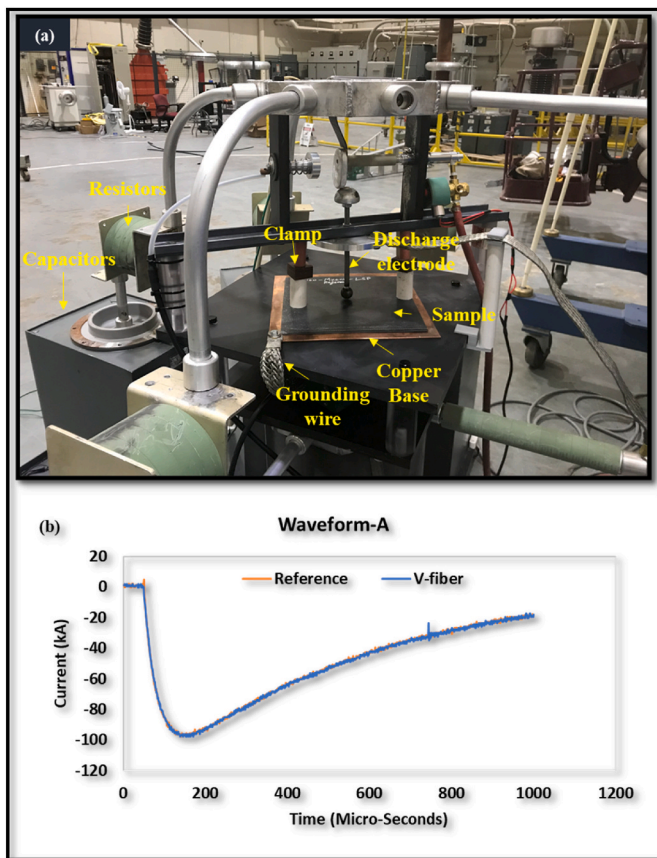 (a)
Resistors
Clamp
Discharge
electrode
Capacitors
Sample
Copper
Base
Grounding
wire
(b)
Waveform-A
Reference
V-fiber
20
0
-20
-40
-60
-80
-100
-120
Current (kA)
0
200
400
600
800
1000
1200
Time (Micro-Seconds)